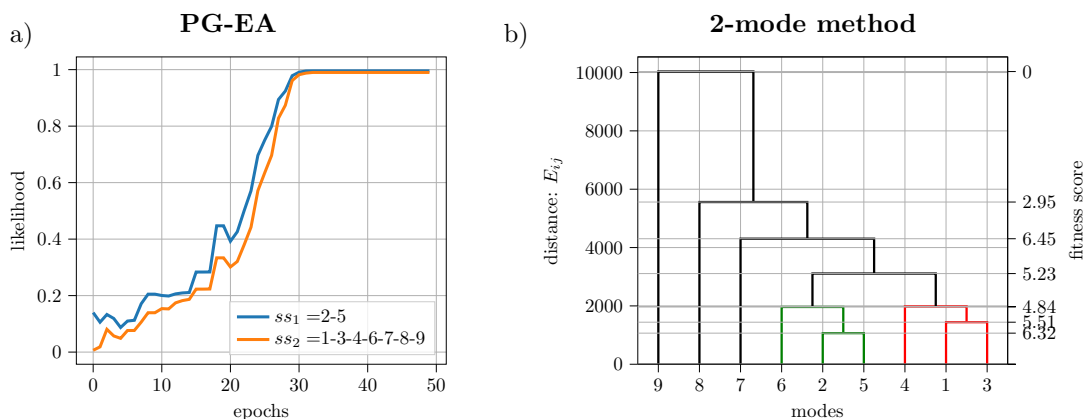 PG-EA
a)
1
0.8
0.6
0.4
0.2
0
likelihood
ss₁ =2-5
ss₂ =1-3-4-6-7-8-9
0 10 20 30 40 50
epochs
2-mode method
b)
10000
8000
6000
4000
2000
0
distance: E_ij
0
2.95
6.45
5.23
4.84
5.51
6.32
fitness score
9 8 7 6 2 5 4 1 3
modes